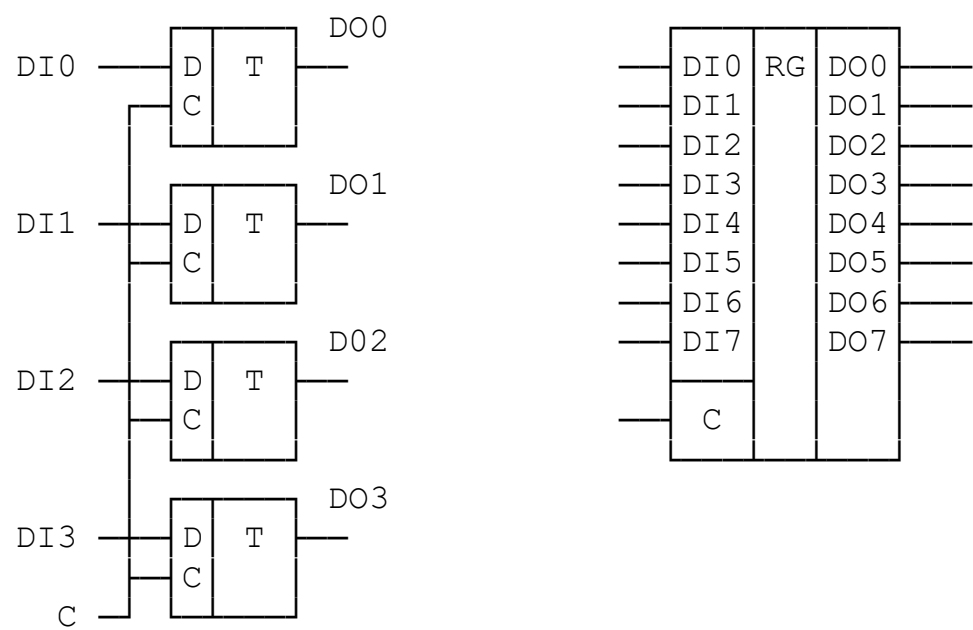 DO0
DI0 D T
C
DO1
DI1 D T
C
D02
DI2 D T
C
DO3
DI3 D T
C
C
DI0 RG DO0
DI1 DO1
DI2 DO2
DI3 DO3
DI4 DO4
DI5 DO5
DI6 DO6
DI7 DO7
C